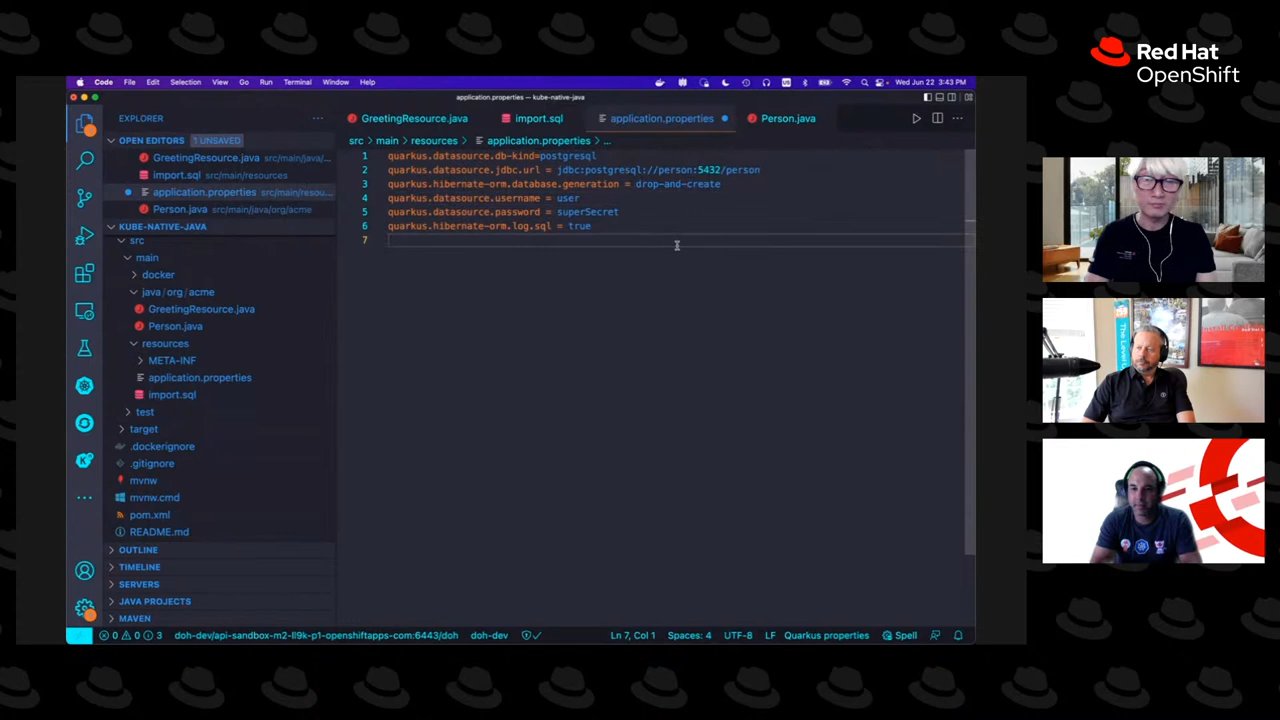 Red Hat
OpenShift
Code File Edit Selection View Go Run Terminal Window Help
Wed Jun 22 3:43 PM
application.properties — kube-native-java
EXPLORER
OPEN EDITORS 1 UNSAVED
GreetingResource.java src/main/java/...
import.sql src/main/resources
application.properties src/main/resou...
Person.java src/main/java/org/acme
KUBE-NATIVE-JAVA
src
main
docker
java/org/acme
GreetingResource.java
Person.java
resources
META-INF
application.properties
import.sql
test
target
.dockerignore
.gitignore
mvnw
mvnw.cmd
pom.xml
README.md
OUTLINE
TIMELINE
SERVERS
JAVA PROJECTS
MAVEN
GreetingResource.java import.sql application.properties Person.java
src > main > resources > application.properties > ...
1 quarkus.datasource.db-kind=postgresql
2 quarkus.datasource.jdbc.url = jdbc:postgresql://person:5432/person
3 quarkus.hibernate-orm.database.generation = drop-and-create
4 quarkus.datasource.username = user
5 quarkus.datasource.password = superSecret
6 quarkus.hibernate-orm.log.sql = true
7
0 0 3 doh-dev/api-sandbox-m2-ll9k-p1-openshiftapps-com:6443/doh doh-dev Ln 7, Col 1 Spaces: 4 UTF-8 LF Quarkus properties Spell